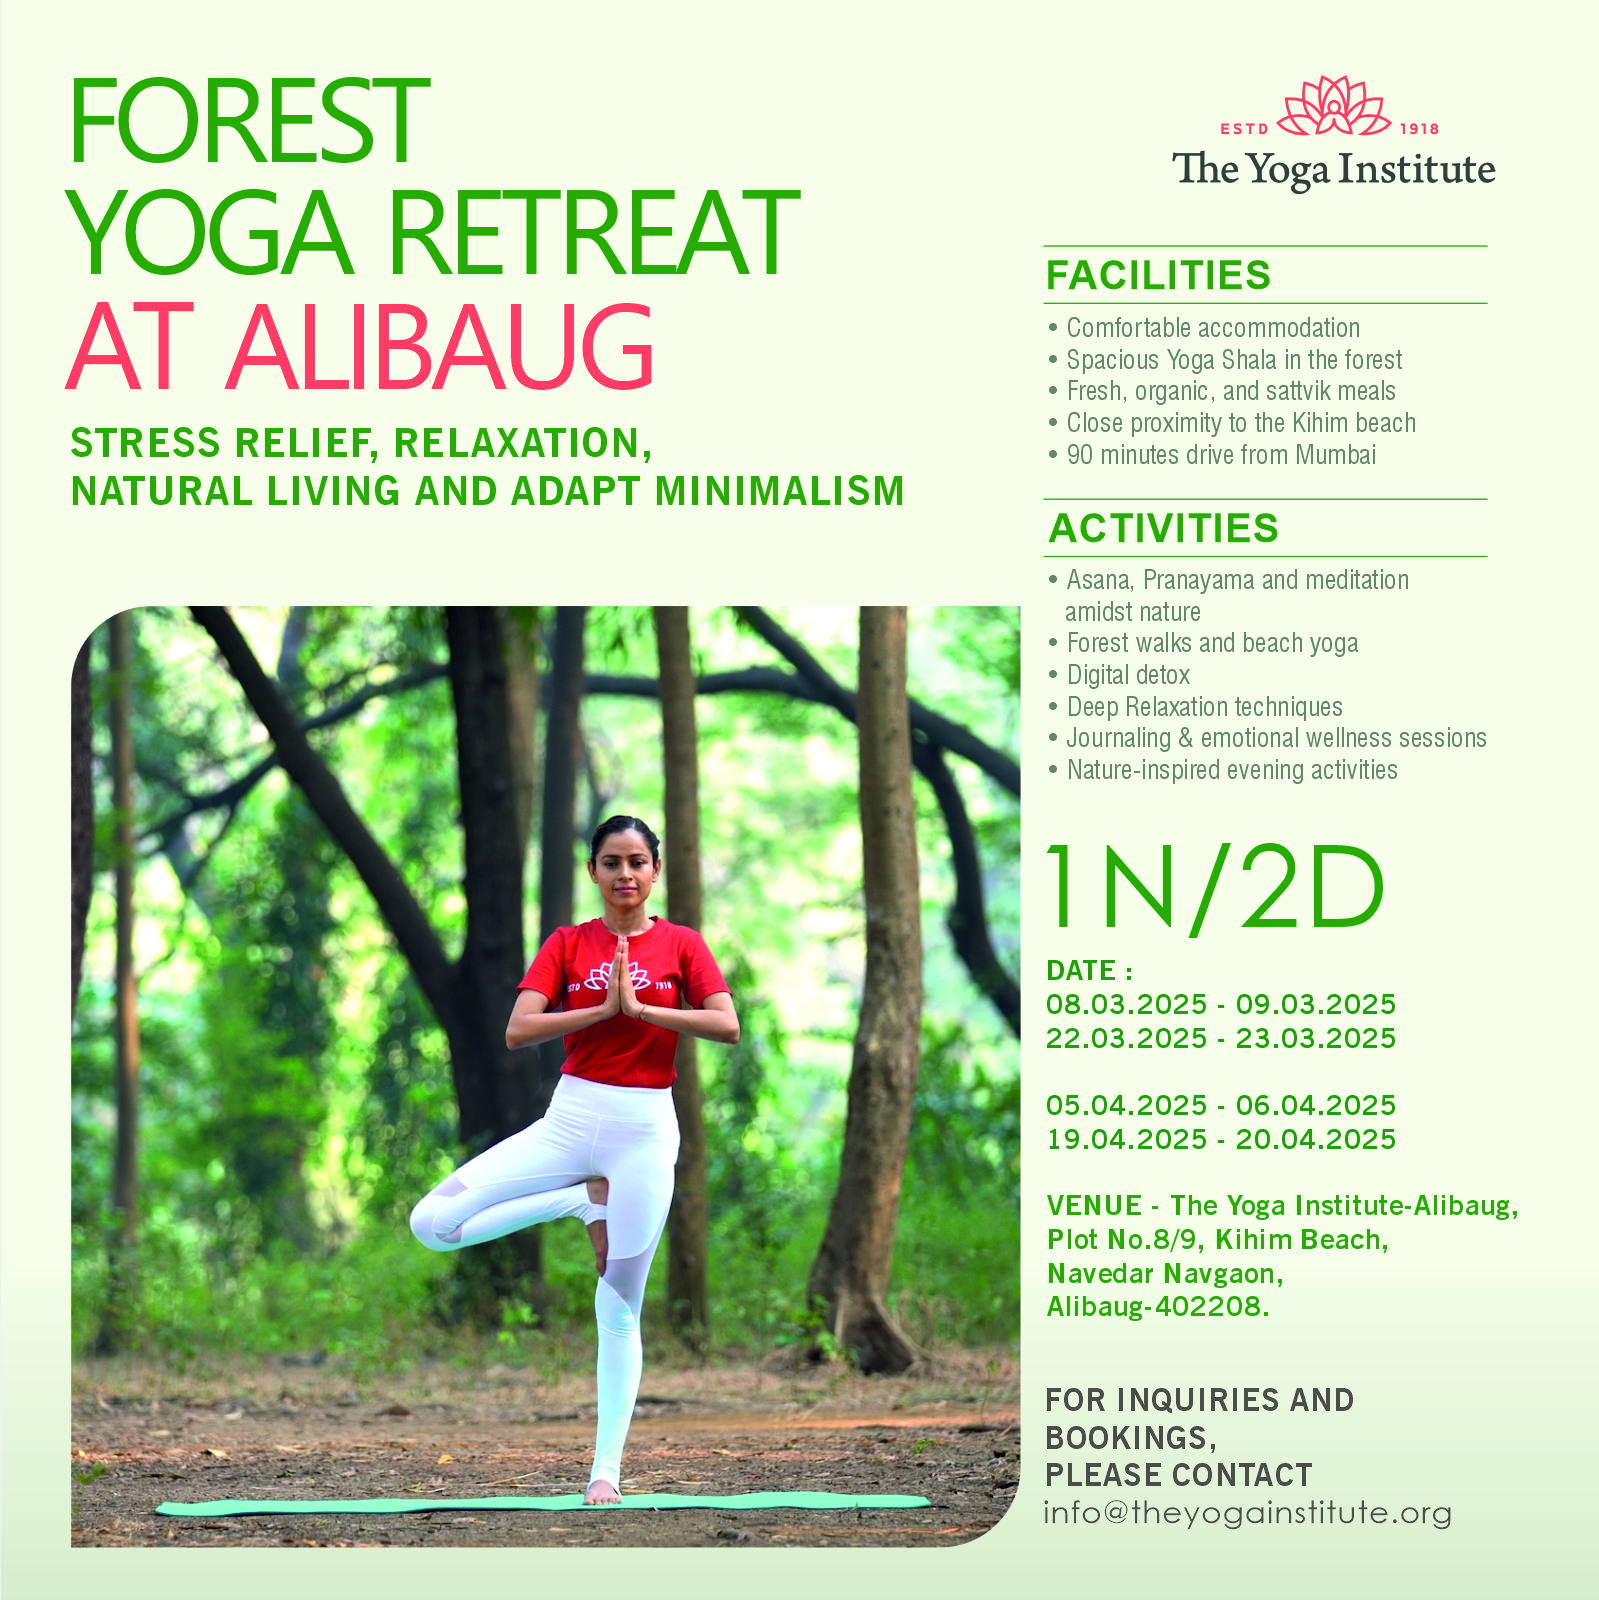 FOREST
YOGA RETREAT
AT ALIBAUG
STRESS RELIEF, RELAXATION,
NATURAL LIVING AND ADAPT MINIMALISM
ESTD 1918
The Yoga Institute
FACILITIES
• Comfortable accommodation
• Spacious Yoga Shala in the forest
• Fresh, organic, and sattvik meals
• Close proximity to the Kihim beach
• 90 minutes drive from Mumbai
ACTIVITIES
• Asana, Pranayama and meditation
amidst nature
• Forest walks and beach yoga
• Digital detox
• Deep Relaxation techniques
• Journaling & emotional wellness sessions
• Nature-inspired evening activities
1N/2D
DATE :
08.03.2025 - 09.03.2025
22.03.2025 - 23.03.2025
05.04.2025 - 06.04.2025
19.04.2025 - 20.04.2025
VENUE - The Yoga Institute-Alibaug,
Plot No.8/9, Kihim Beach,
Navedar Navgaon,
Alibaug-402208.
FOR INQUIRIES AND
BOOKINGS,
PLEASE CONTACT
info@theyogainstitute.org
ESTD 1918